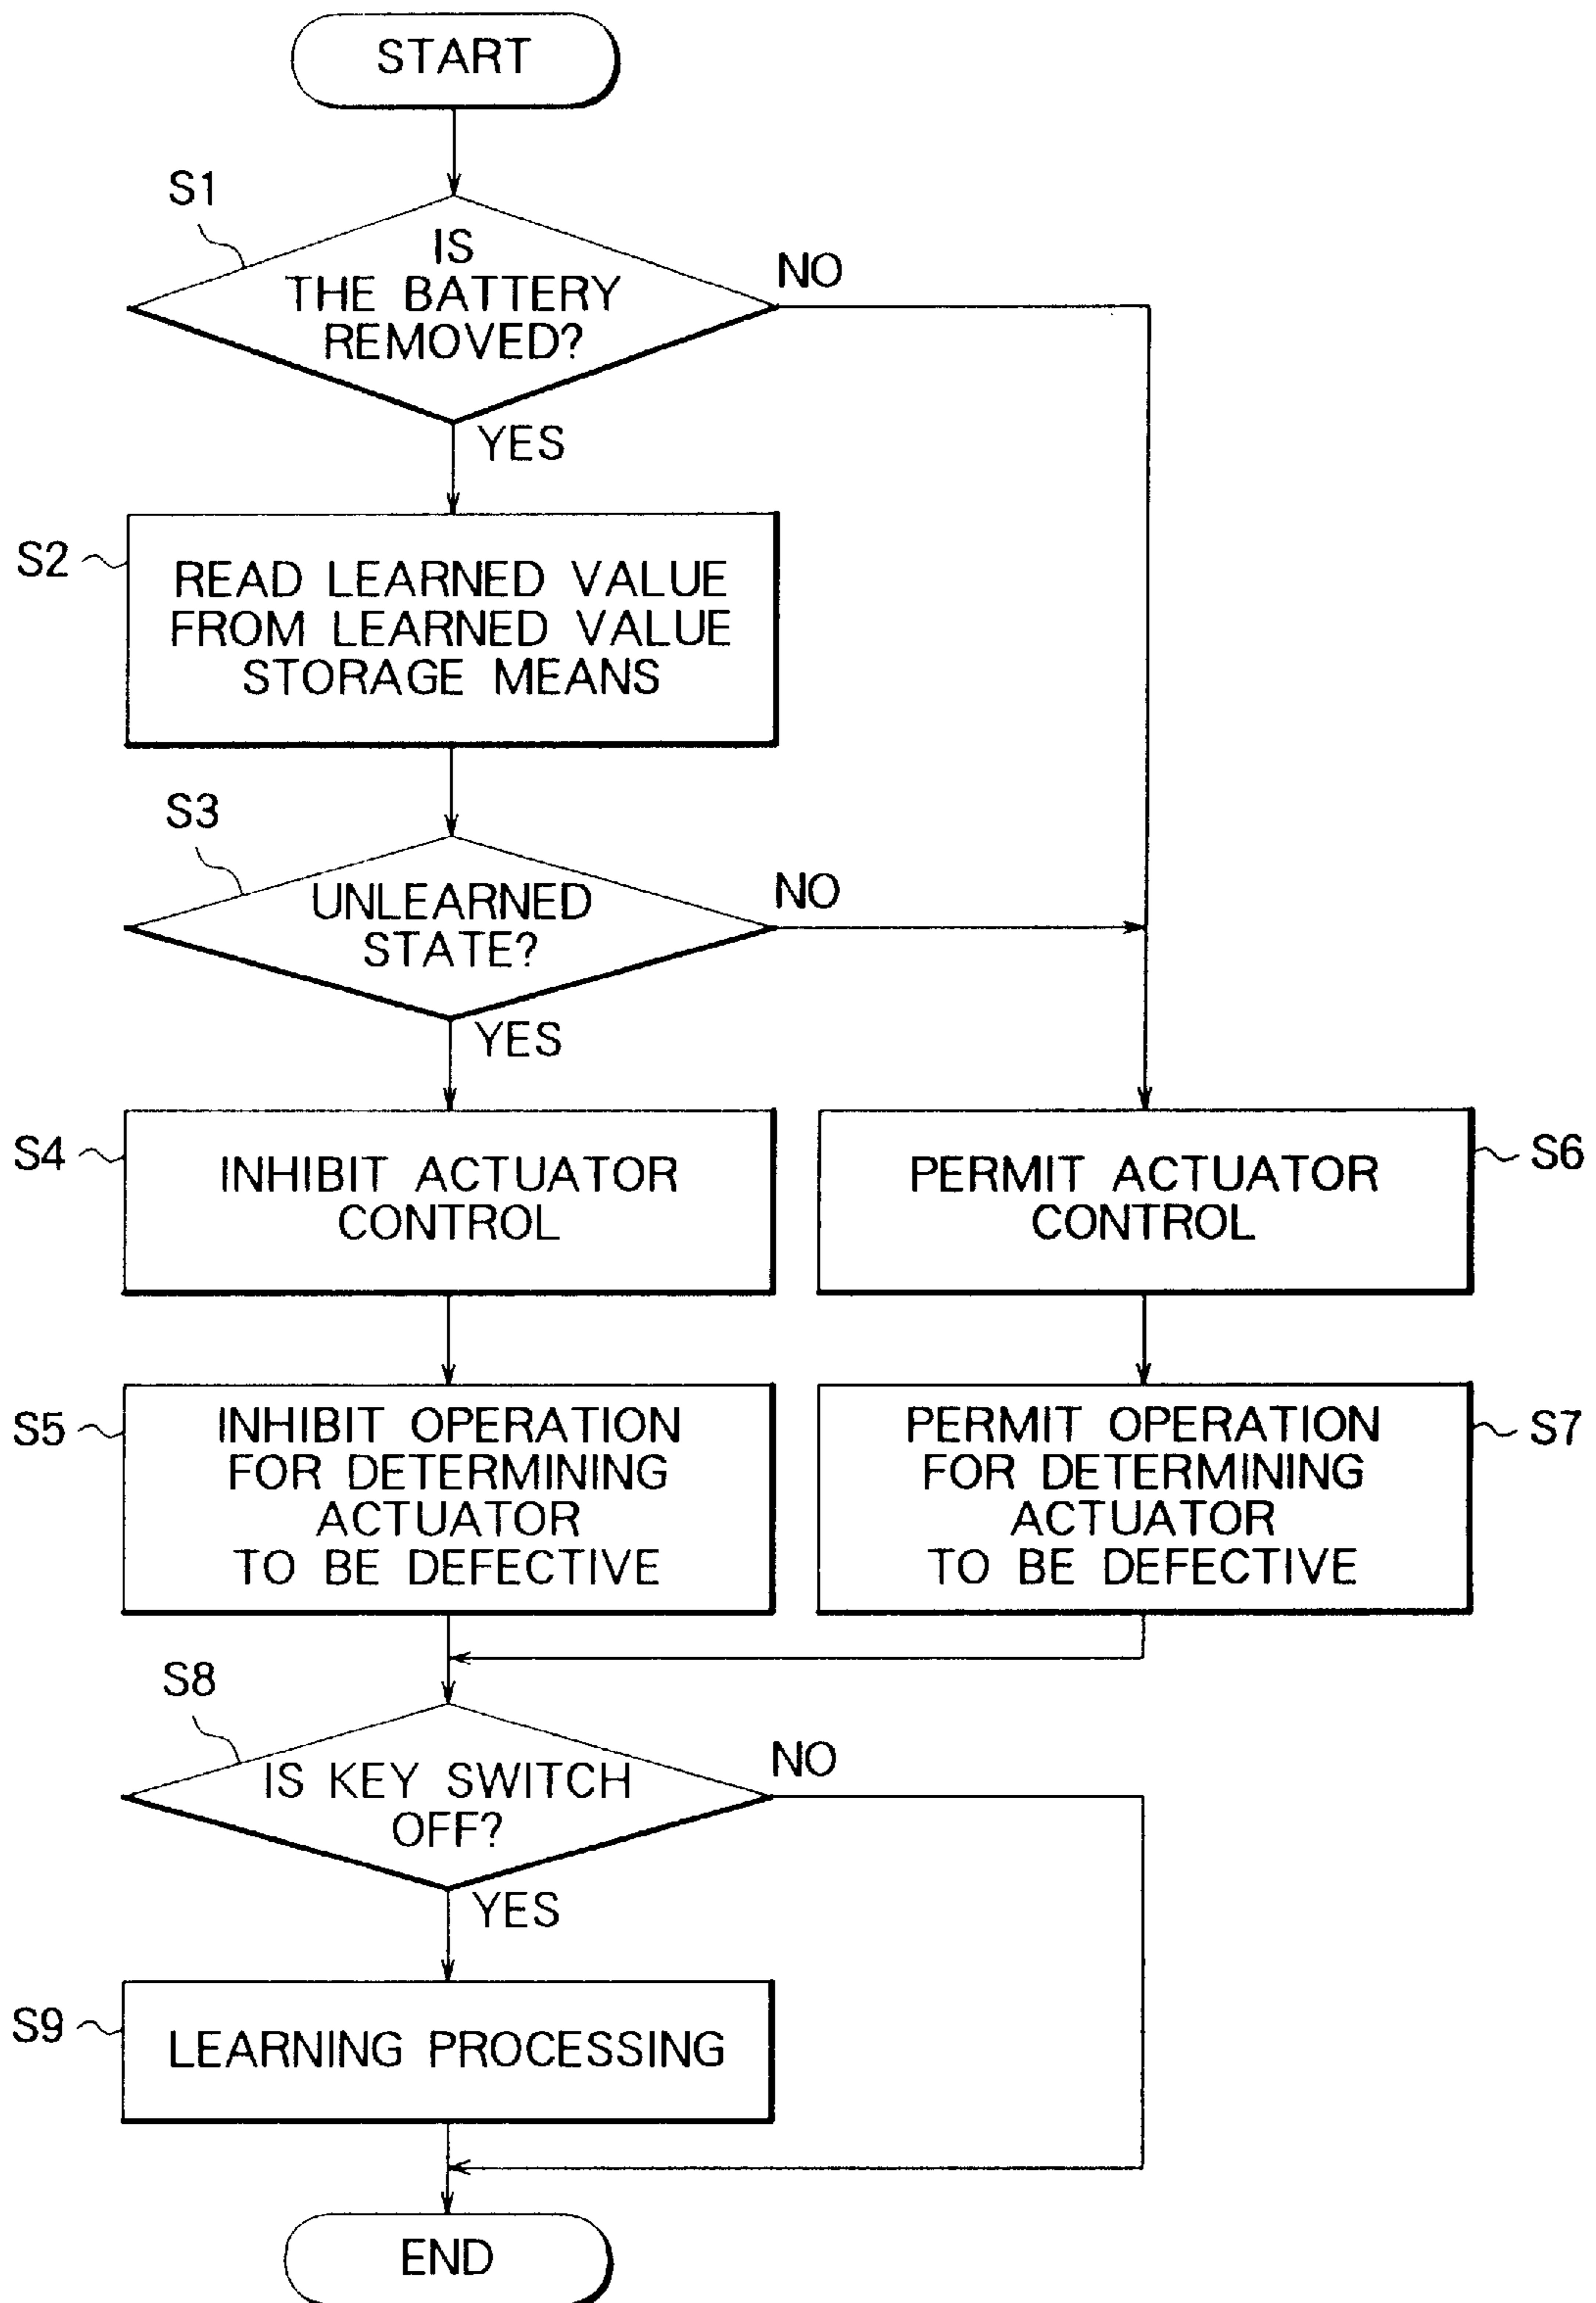 START
S1
IS
THE BATTERY
REMOVED?
NO
YES
S2
READ LEARNED VALUE
FROM LEARNED VALUE
STORAGE MEANS
S3
UNLEARNED
STATE?
NO
YES
S4
INHIBIT ACTUATOR
CONTROL
PERMIT ACTUATOR
CONTROL
S6
S5
INHIBIT OPERATION
FOR DETERMINING
ACTUATOR
TO BE DEFECTIVE
PERMIT OPERATION
FOR DETERMINING
ACTUATOR
TO BE DEFECTIVE
S7
S8
IS KEY SWITCH
OFF?
NO
YES
S9
LEARNING PROCESSING
END